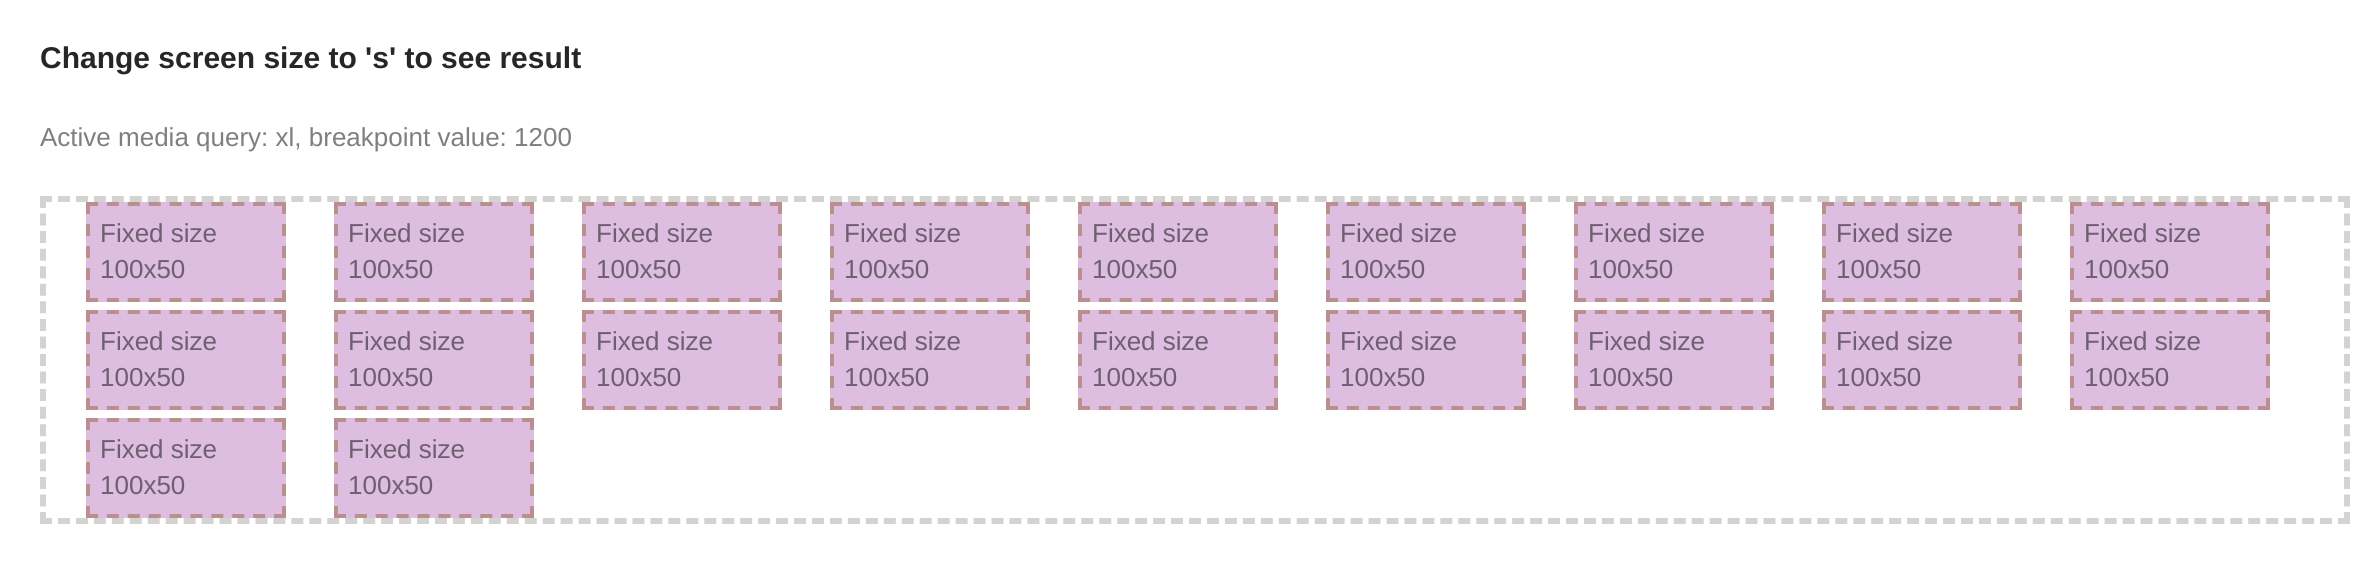 Change screen size to 's' to see result
Active media query: xl, breakpoint value: 1200
Fixed size Fixed size Fixed size Fixed size Fixed size Fixed size Fixed size Fixed size Fixed size
100x50 100x50 100x50 100x50 100x50 100x50 100x50 100x50 100x50
Fixed size Fixed size Fixed size Fixed size Fixed size Fixed size Fixed size Fixed size Fixed size
100x50 100x50 100x50 100x50 100x50 100x50 100x50 100x50 100x50
Fixed size Fixed size
100x50 100x50